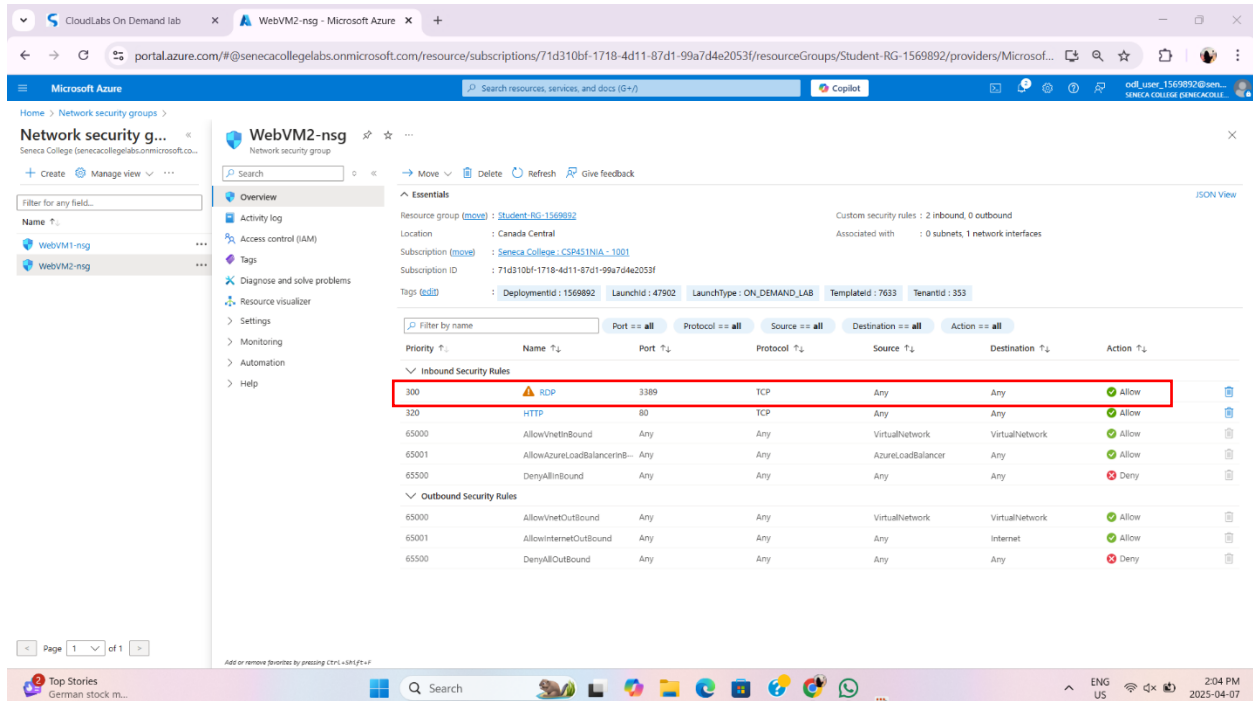 CloudLabs On Demand lab
WebVM2-nsg - Microsoft Azure
portal.azure.com/#@senecacollegelabs.onmicrosoft.com/resource/subscriptions/71d310bf-1718-4d11-87d1-99a7d4e2053f/resourceGroups/Student-RG-1569892/providers/Microsof...
Microsoft Azure
Search resources, services, and docs (G+/)
Copilot
odl_user_1569892@sen...
SENECA COLLEGE (SENECACOLLE...
Home > Network security groups >
Network security g...
Seneca College (senecacollegelabs.onmicrosoft.co...
+ Create Manage view ...
Filter for any field...
Name ↑↓
WebVM1-nsg ...
WebVM2-nsg ...
< Page 1 of 1 >
WebVM2-nsg ...
Network security group
Search
Overview
Activity log
Access control (IAM)
Tags
Diagnose and solve problems
Resource visualizer
> Settings
> Monitoring
> Automation
> Help
Add or remove favorites by pressing Ctrl+Shift+F
Move Delete Refresh Give feedback
Essentials
JSON View
Resource group (move) : Student-RG-1569892
Custom security rules : 2 inbound, 0 outbound
Location : Canada Central
Associated with : 0 subnets, 1 network interfaces
Subscription (move) : Seneca College : CSP451NIA - 1001
Subscription ID : 71d310bf-1718-4d11-87d1-99a7d4e2053f
Tags (edit) : DeploymentId : 1569892 LaunchId : 47902 LaunchType : ON_DEMAND_LAB TemplateId : 7633 TenantId : 353
Filter by name Port == all Protocol == all Source == all Destination == all Action == all
Priority ↑↓ Name ↑↓ Port ↑↓ Protocol ↑↓ Source ↑↓ Destination ↑↓ Action ↑↓
Inbound Security Rules
300 RDP 3389 TCP Any Any Allow
320 HTTP 80 TCP Any Any Allow
65000 AllowVnetInBound Any Any VirtualNetwork VirtualNetwork Allow
65001 AllowAzureLoadBalancerInB... Any Any AzureLoadBalancer Any Allow
65500 DenyAllInBound Any Any Any Any Deny
Outbound Security Rules
65000 AllowVnetOutBound Any Any VirtualNetwork VirtualNetwork Allow
65001 AllowInternetOutBound Any Any Any Internet Allow
65500 DenyAllOutBound Any Any Any Any Deny
2
Top Stories
German stock m...
Search
ENG
US
2:04 PM
2025-04-07